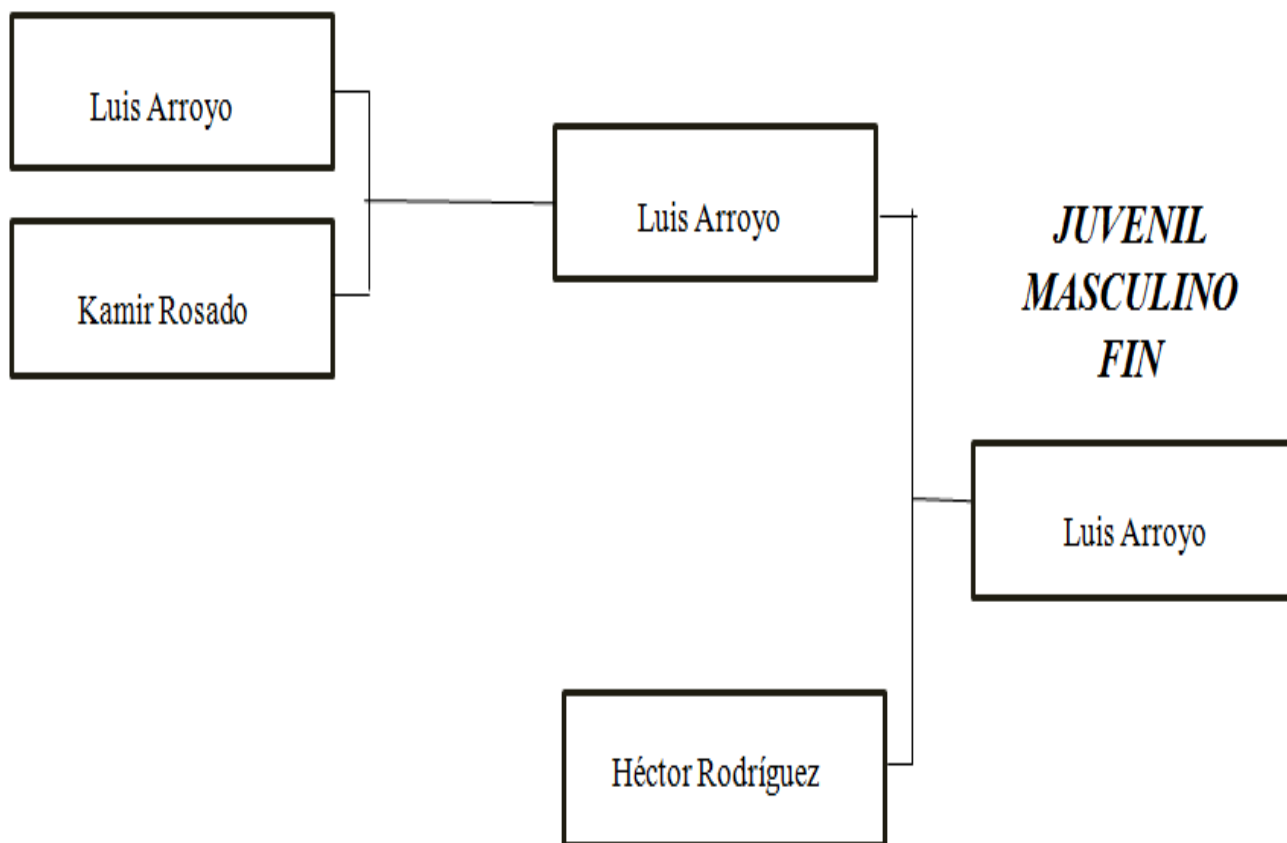 Luis Arroyo
Kamir Rosado
Luis Arroyo
JUVENIL
MASCULINO
FIN
Luis Arroyo
Héctor Rodríguez